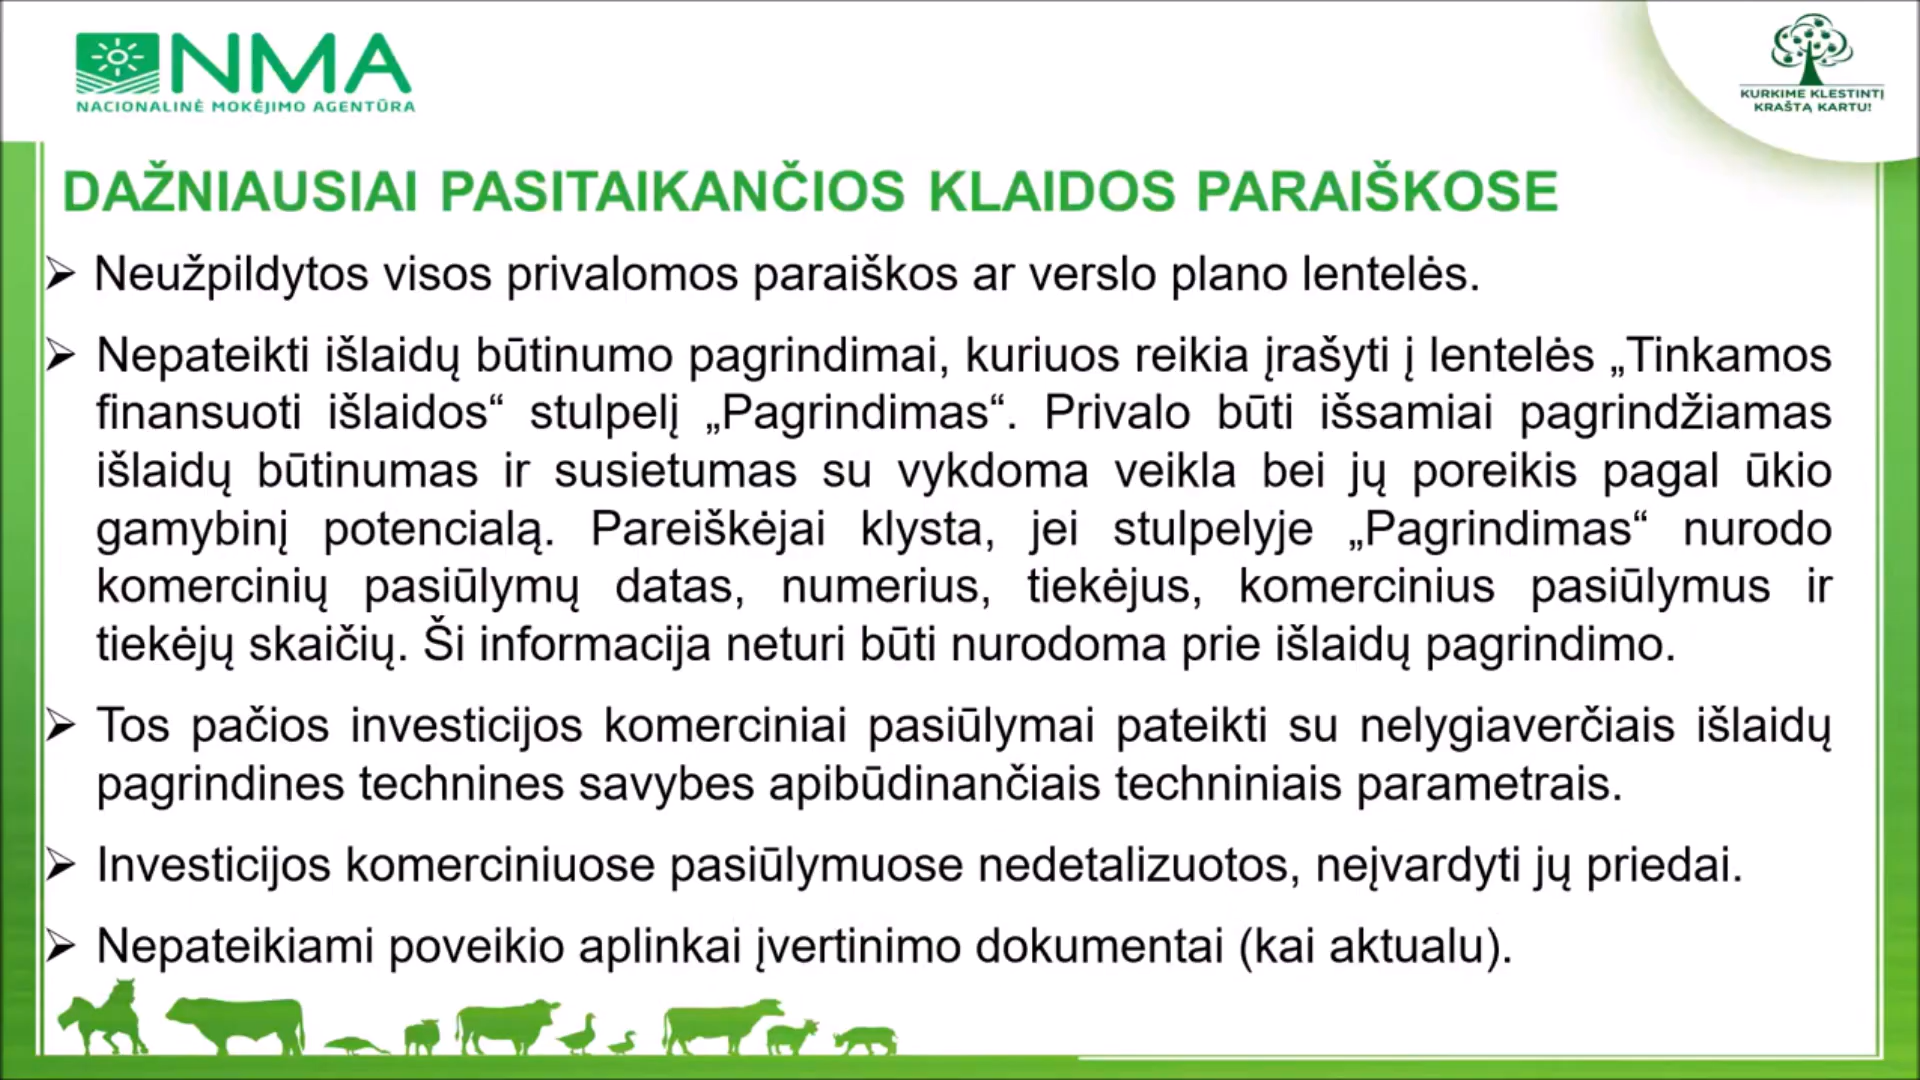 NMA
NACIONALINĖ MOKĖJIMO AGENTŪRA
KURKIME KLESTINTĮ
KRAŠTĄ KARTU!
DAŽNIAUSIAI PASITAIKANČIOS KLAIDOS PARAIŠKOSE
➢ Neužpildytos visos privalomos paraiškos ar verslo plano lentelės.
➢ Nepateikti išlaidų būtinumo pagrindimai, kuriuos reikia įrašyti į lentelės „Tinkamos
finansuoti išlaidos“ stulpelį „Pagrindimas“. Privalo būti išsamiai pagrindžiamas
išlaidų būtinumas ir susietumas su vykdoma veikla bei jų poreikis pagal ūkio
gamybinį potencialą. Pareiškėjai klysta, jei stulpelyje „Pagrindimas“ nurodo
komercinių pasiūlymų datas, numerius, tiekėjus, komercinius pasiūlymus ir
tiekėjų skaičių. Ši informacija neturi būti nurodoma prie išlaidų pagrindimo.
➢ Tos pačios investicijos komerciniai pasiūlymai pateikti su nelygiaverčiais išlaidų
pagrindines technines savybes apibūdinančiais techniniais parametrais.
➢ Investicijos komerciniuose pasiūlymuose nedetalizuotos, neįvardyti jų priedai.
➢ Nepateikiami poveikio aplinkai įvertinimo dokumentai (kai aktualu).